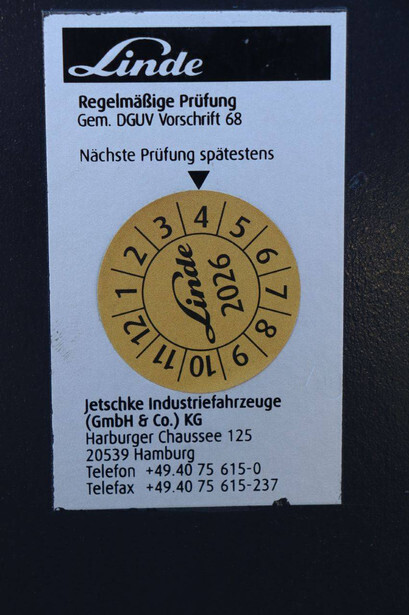 Linde
Regelmäßige Prüfung
Gem. DGUV Vorschrift 68
Nächste Prüfung spätestens
1 2 3 4 5 6 7 8 9 10 11 12
Linde
2026
Jetschke Industriefahrzeuge
(GmbH & Co.) KG
Harburger Chaussee 125
20539 Hamburg
Telefon +49.40 75 615-0
Telefax +49.40 75 615-237